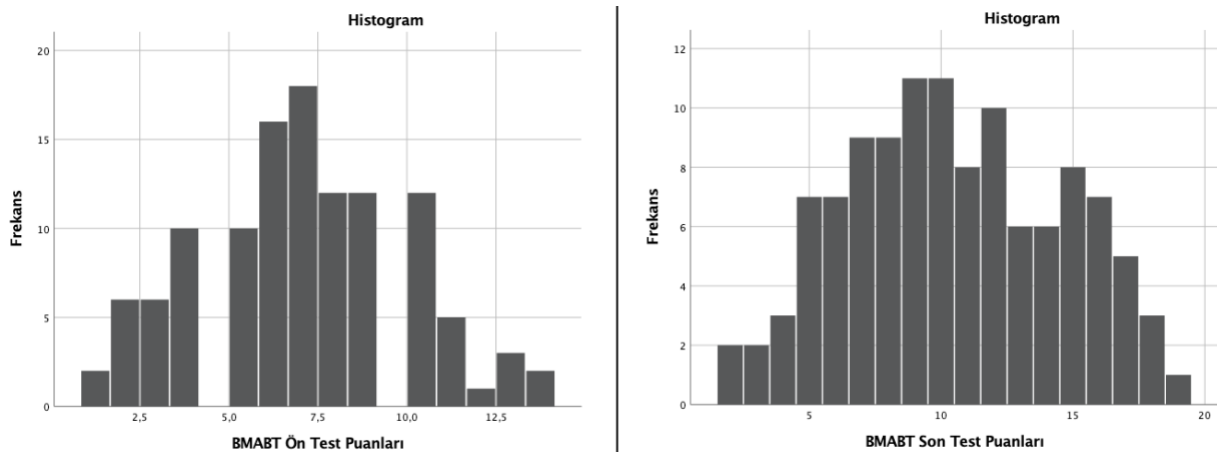 Histogram
20
15
10
5
0
Frekans
2,5 5,0 7,5 10,0 12,5
BMABT Ön Test Puanları
Histogram
12
10
8
6
4
2
0
Frekans
5 10 15 20
BMABT Son Test Puanları